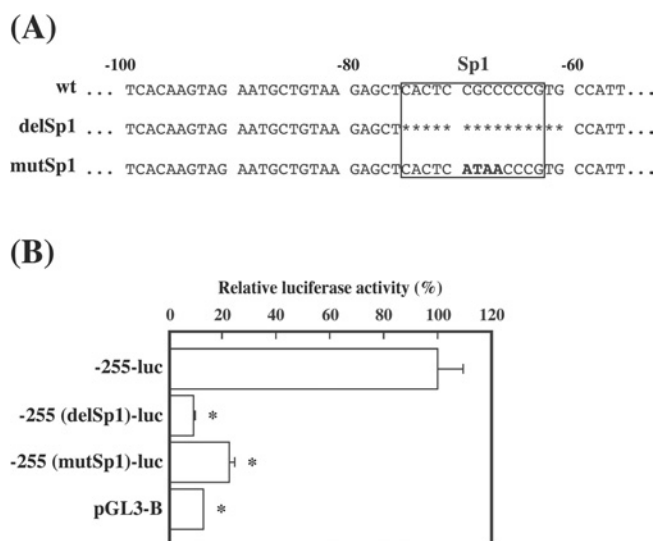 (A)
-100 -80 Sp1 -60
wt ... TCACAAGTAG AATGCTGTAA GAGCTCACTC CGCCCCCGTG CCATT...
delSp1 ... TCACAAGTAG AATGCTGTAA GAGCT***** ********** CCATT...
mutSp1 ... TCACAAGTAG AATGCTGTAA GAGCTCACTC ATAACCCGTG CCATT...
(B)
Relative luciferase activity (%)
0 20 40 60 80 100 120
-255-luc
-255 (delSp1)-luc *
-255 (mutSp1)-luc *
pGL3-B *